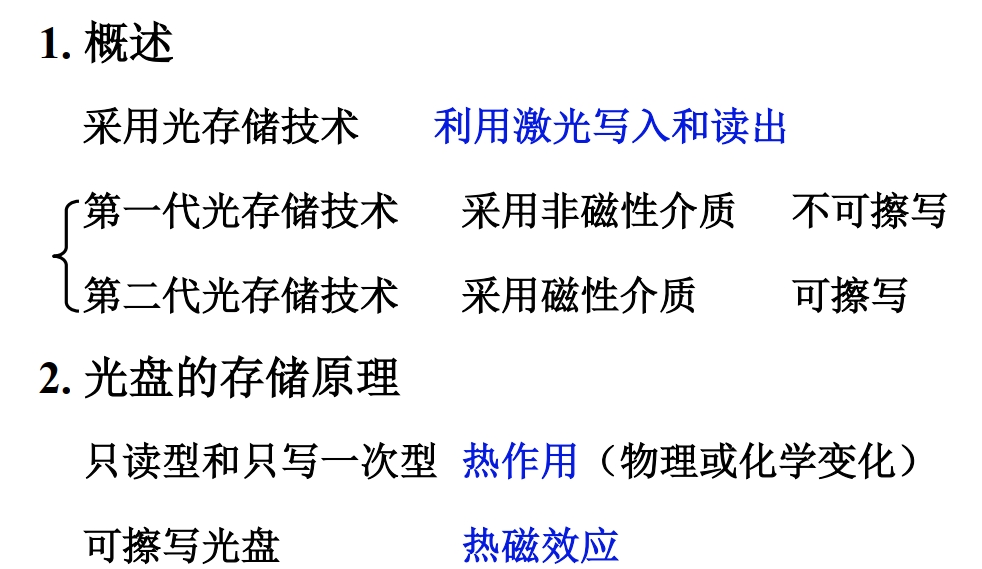 1. 概述
采用光存储技术 利用激光写入和读出
第一代光存储技术 采用非磁性介质 不可擦写
第二代光存储技术 采用磁性介质 可擦写
2. 光盘的存储原理
只读型和只写一次型 热作用（物理或化学变化）
可擦写光盘 热磁效应